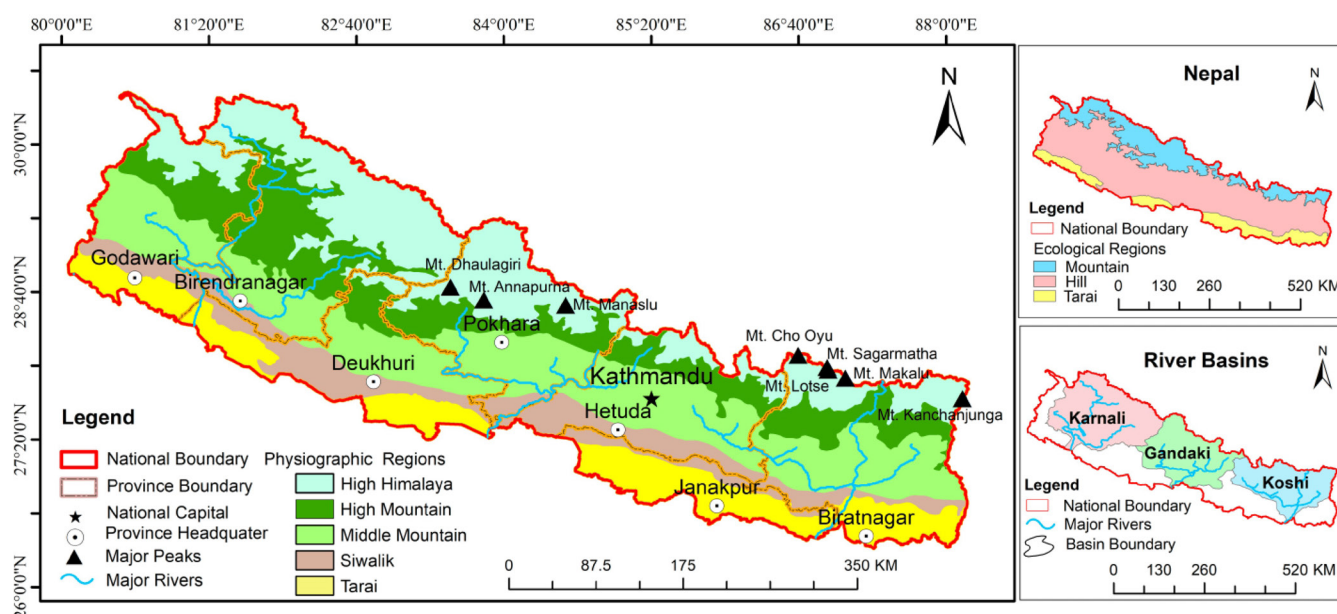 80°0'0"E
81°20'0"E
82°40'0"E
84°0'0"E
85°20'0"E
86°40'0"E
88°0'0"E
30°0'0"N
28°40'0"N
27°20'0"N
26°0'0"N
N
Godawari
Birendranagar
Mt. Dhaulagiri
Mt. Annapurna
Mt. Manaslu
Pokhara
Deukhuri
Kathmandu
Hetuda
Mt. Cho Oyu
Mt. Sagarmatha
Mt. Lotse
Mt. Makalu
Mt. Kanchanjunga
Janakpur
Biratnagar
Legend
National Boundary
Province Boundary
National Capital
Province Headquater
Major Peaks
Major Rivers
Physiographic Regions
High Himalaya
High Mountain
Middle Mountain
Siwalik
Tarai
0 87.5 175 350 KM
Nepal
N
Legend
National Boundary
Ecological Regions
Mountain
Hill
Tarai
0 130 260 520 KM
River Basins
N
Karnali
Gandaki
Koshi
Legend
National Boundary
Major Rivers
Basin Boundary
0 130 260 520 KM